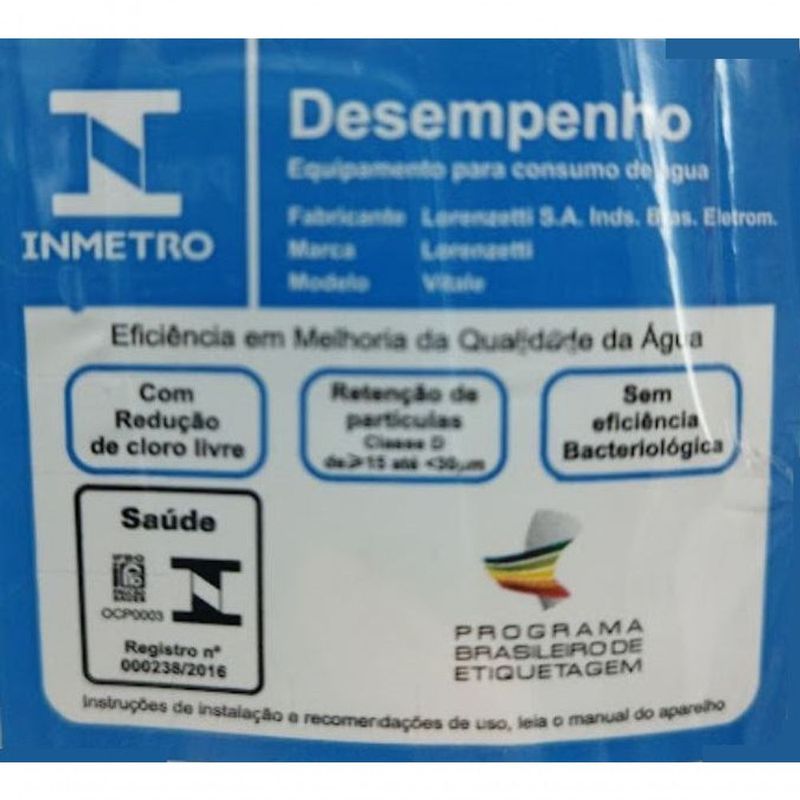 INMETRO
Desempenho
Equipamento para consumo de água
Fabricante Lorenzetti S.A. Inds. Bras. Eletrom.
Marca Lorenzetti
Modelo Vitale
Eficiência em Melhoria da Qualidade da Água
Com
Redução
de cloro livre
Retenção de
partículas
Classe D
de ≥ 15 até <30µm
Sem
eficiência
Bacteriológica
Saúde
OCP0003
Registro nº
000238/2016
PROGRAMA
BRASILEIRO DE
ETIQUETAGEM
Instruções de instalação e recomendações de uso, leia o manual do aparelho